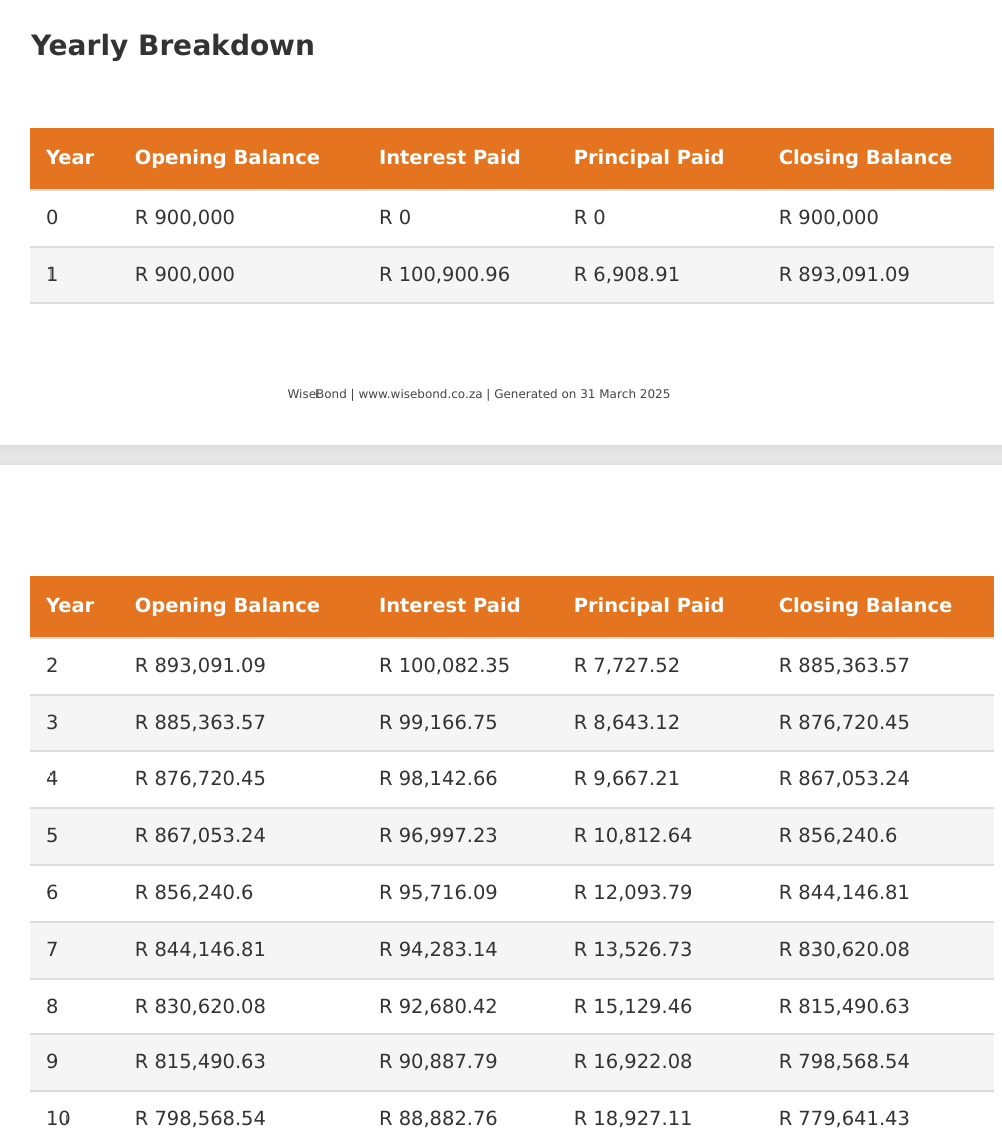 Yearly Breakdown
Year Opening Balance Interest Paid Principal Paid Closing Balance
0 R 900,000 R 0 R 0 R 900,000
1 R 900,000 R 100,900.96 R 6,908.91 R 893,091.09
WiseBond | www.wisebond.co.za | Generated on 31 March 2025
Year Opening Balance Interest Paid Principal Paid Closing Balance
2 R 893,091.09 R 100,082.35 R 7,727.52 R 885,363.57
3 R 885,363.57 R 99,166.75 R 8,643.12 R 876,720.45
4 R 876,720.45 R 98,142.66 R 9,667.21 R 867,053.24
5 R 867,053.24 R 96,997.23 R 10,812.64 R 856,240.6
6 R 856,240.6 R 95,716.09 R 12,093.79 R 844,146.81
7 R 844,146.81 R 94,283.14 R 13,526.73 R 830,620.08
8 R 830,620.08 R 92,680.42 R 15,129.46 R 815,490.63
9 R 815,490.63 R 90,887.79 R 16,922.08 R 798,568.54
10 R 798,568.54 R 88,882.76 R 18,927.11 R 779,641.43